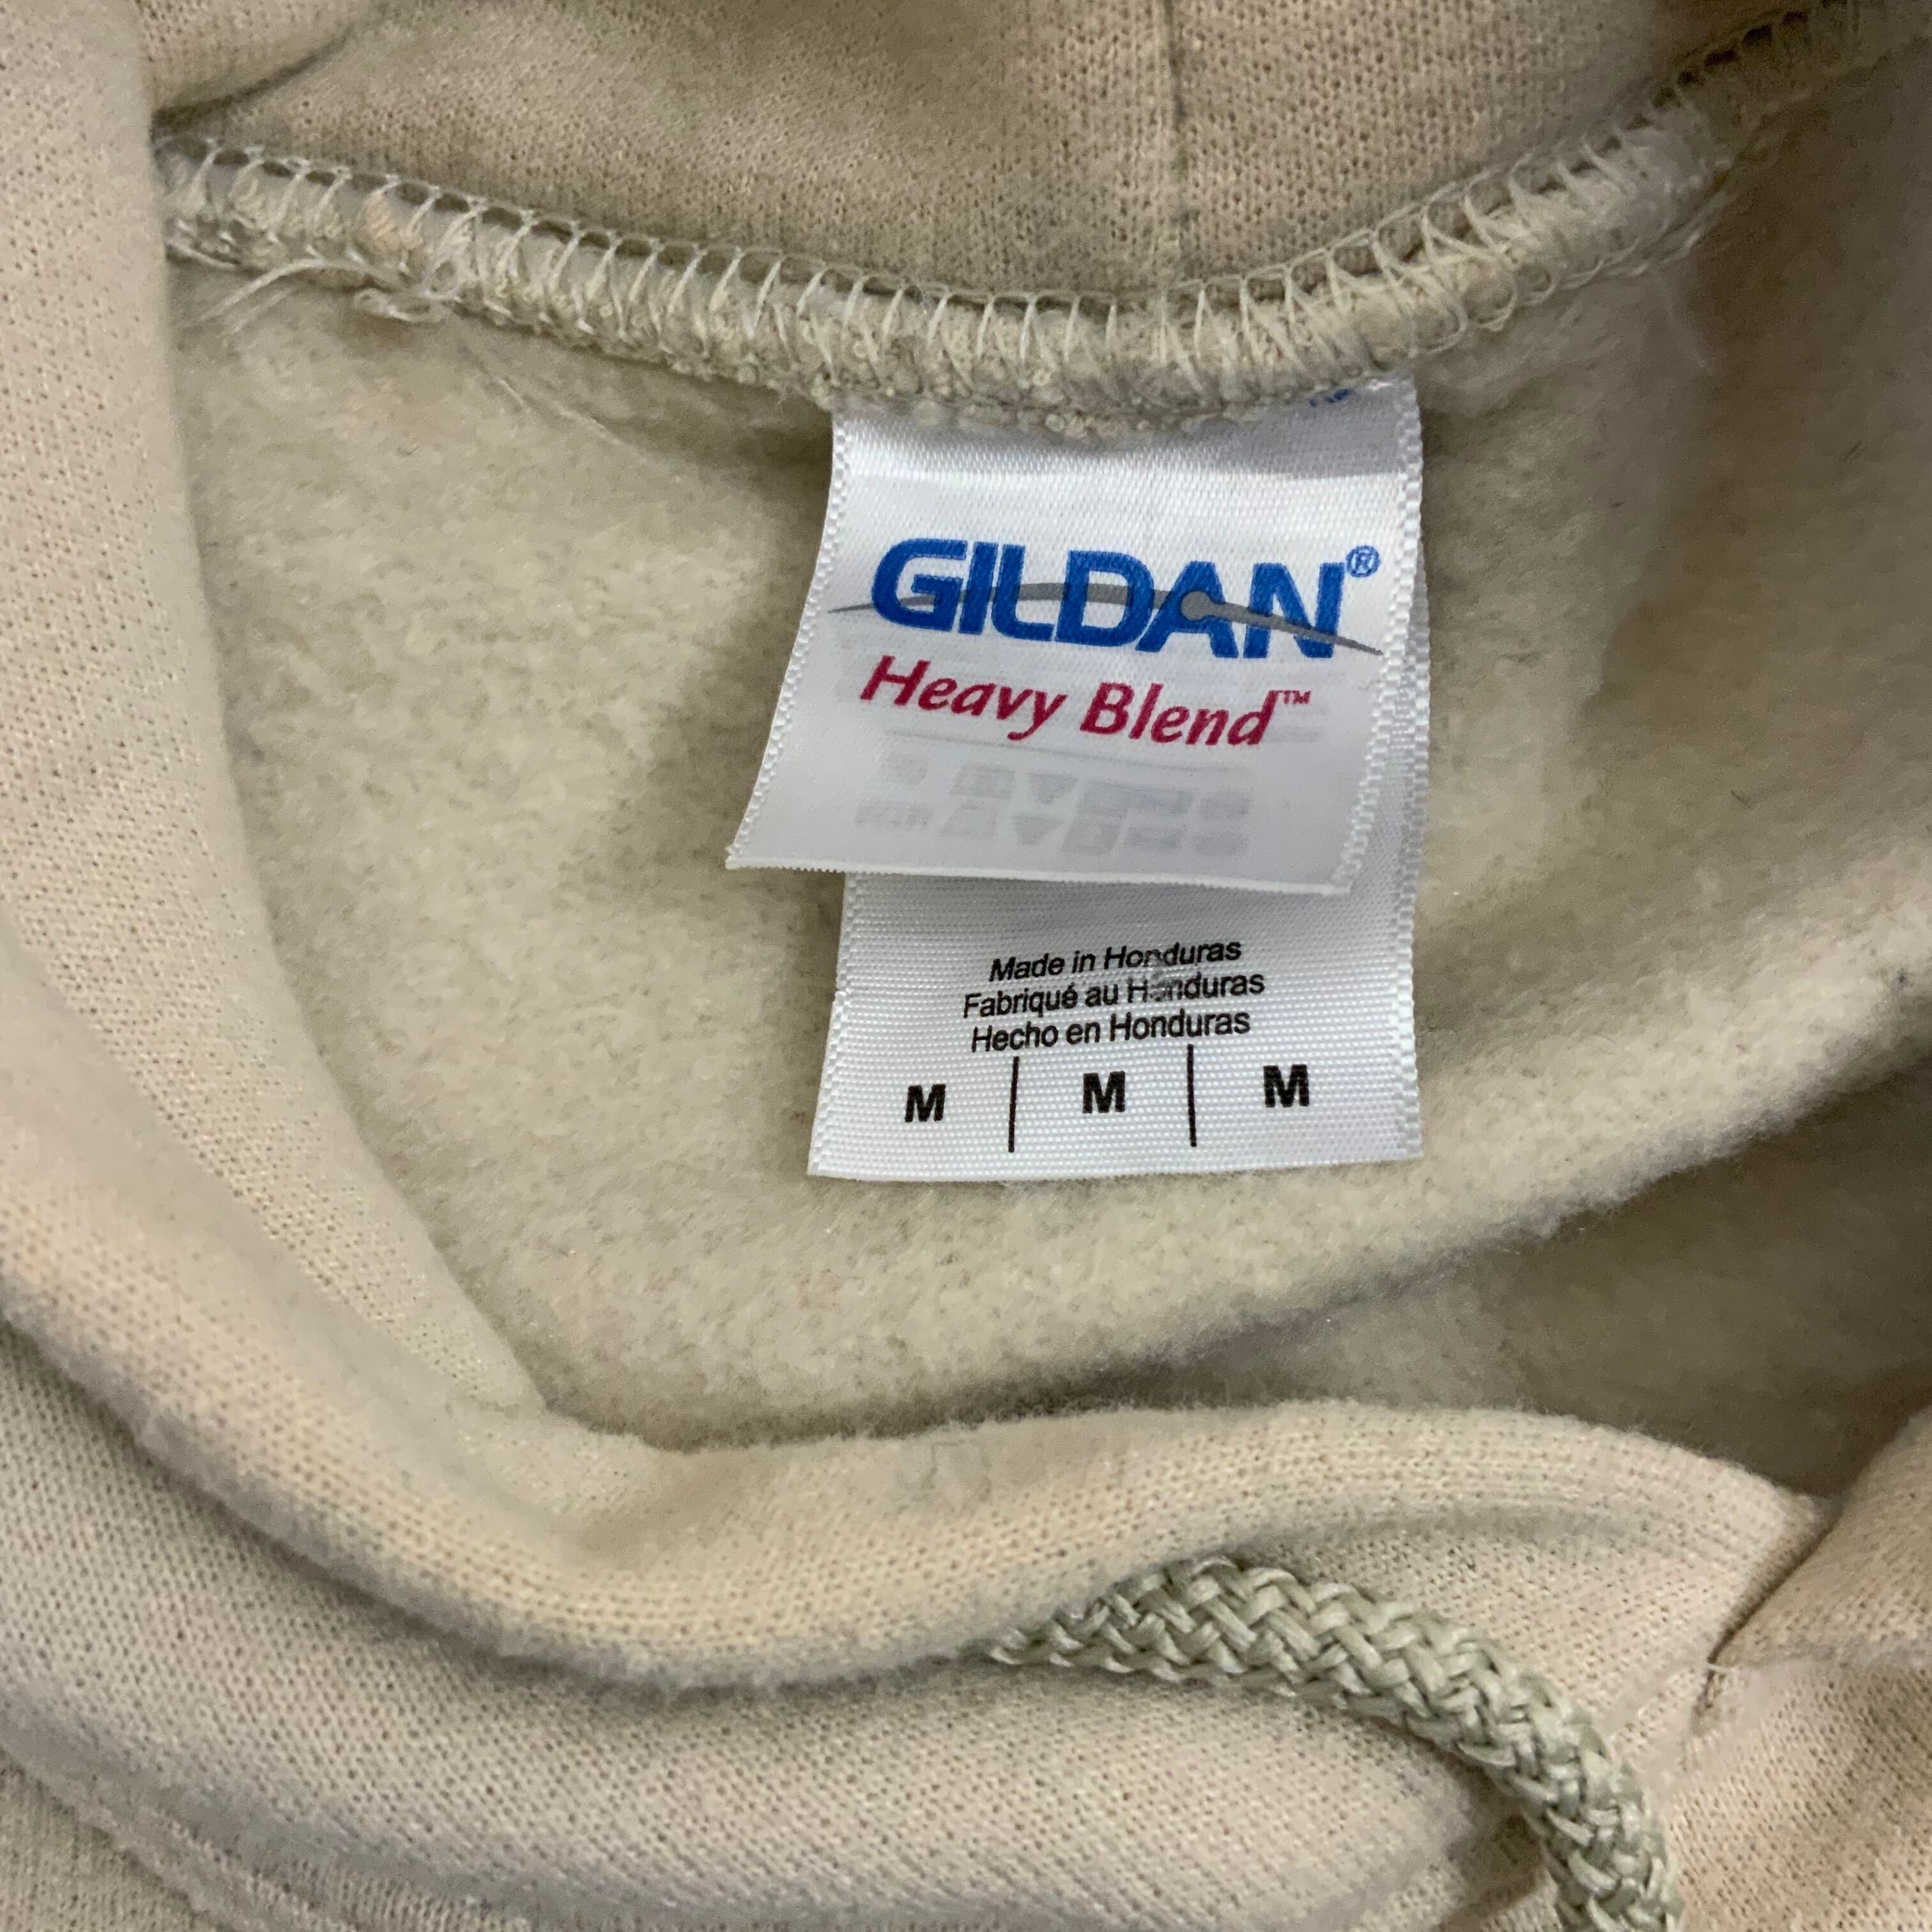 GILDAN®
Heavy Blend™
Made in Honduras
Fabriqué au Honduras
Hecho en Honduras
M | M | M